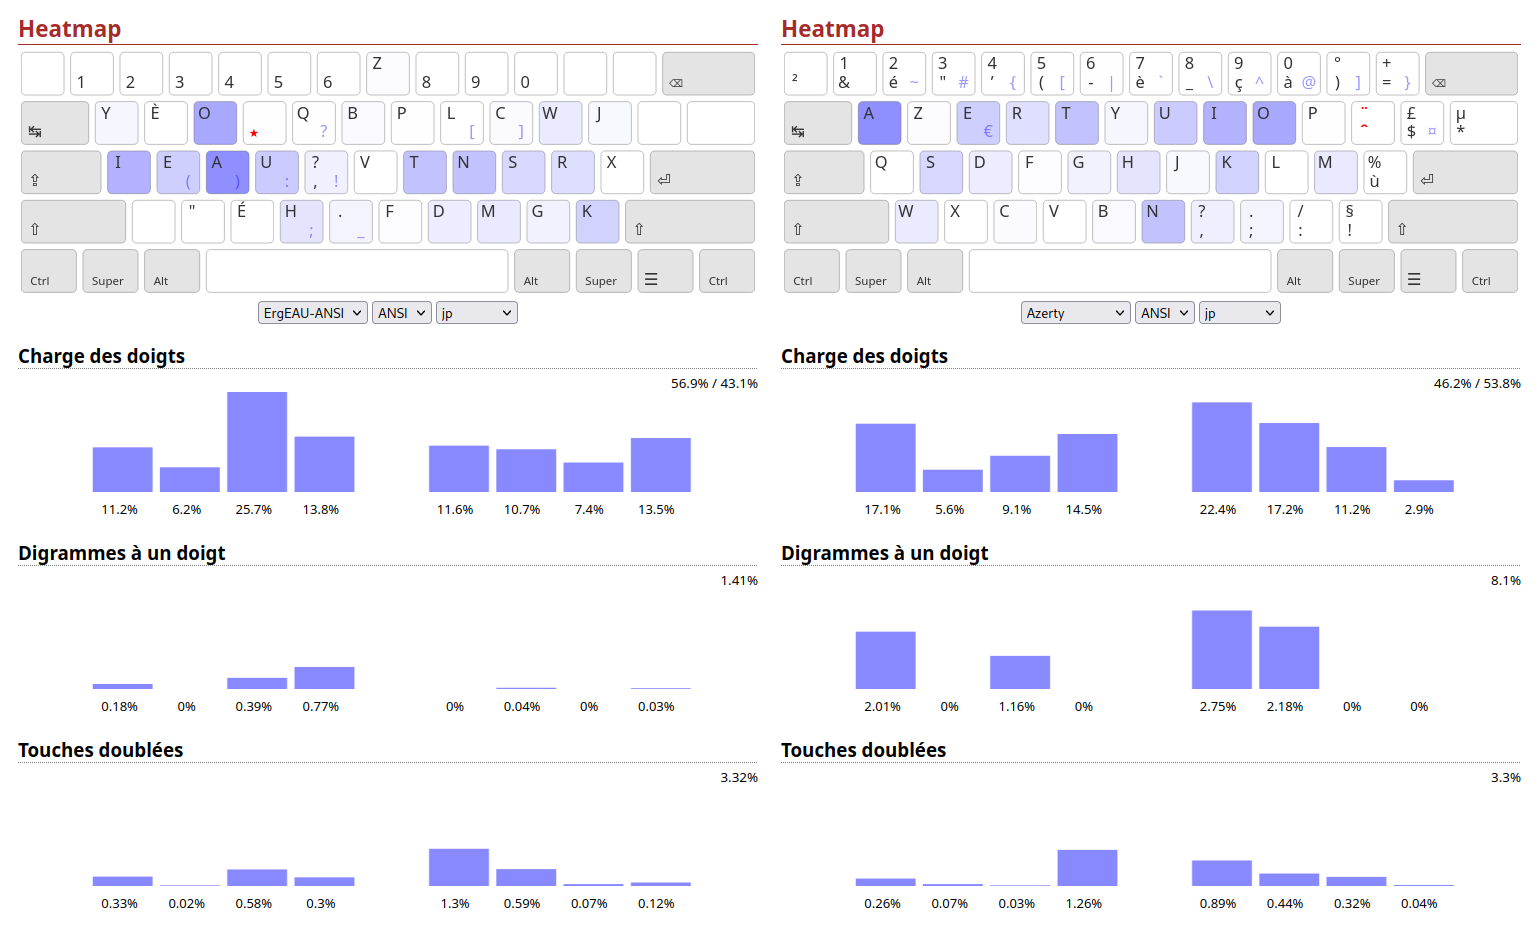 Heatmap
1 2 3 4 5 6 Z 8 9 0 ⌫
↹ Y È O ★ Q ? B P L [ C ] W J
⇪ I E ( A ) U : ? , ! V T N S R X ⏎
⇧ " É H ; . _ F D M G K ⇧
Ctrl Super Alt Alt Super ☰ Ctrl
ErgEAU-ANSI ANSI jp
Charge des doigts
56.9% / 43.1%
11.2% 6.2% 25.7% 13.8% 11.6% 10.7% 7.4% 13.5%
Digrammes à un doigt
1.41%
0.18% 0% 0.39% 0.77% 0% 0.04% 0% 0.03%
Touches doublées
3.32%
0.33% 0.02% 0.58% 0.3% 1.3% 0.59% 0.07% 0.12%
Heatmap
1 2 3 4 5 6 7 8 9 0 ° +
² & é ~ " # ’ { ( [ - | è ` _ \ ç ^ à @ ) ] = } ⌫
↹ A Z E € R T Y U I O P ¨ ˆ £ $ ¤ µ *
⇪ Q S D F G H J K L M % ù ⏎
⇧ W X C V B N ? , . ; / : § ! ⇧
Ctrl Super Alt Alt Super ☰ Ctrl
Azerty ANSI jp
Charge des doigts
46.2% / 53.8%
17.1% 5.6% 9.1% 14.5% 22.4% 17.2% 11.2% 2.9%
Digrammes à un doigt
8.1%
2.01% 0% 1.16% 0% 2.75% 2.18% 0% 0%
Touches doublées
3.3%
0.26% 0.07% 0.03% 1.26% 0.89% 0.44% 0.32% 0.04%